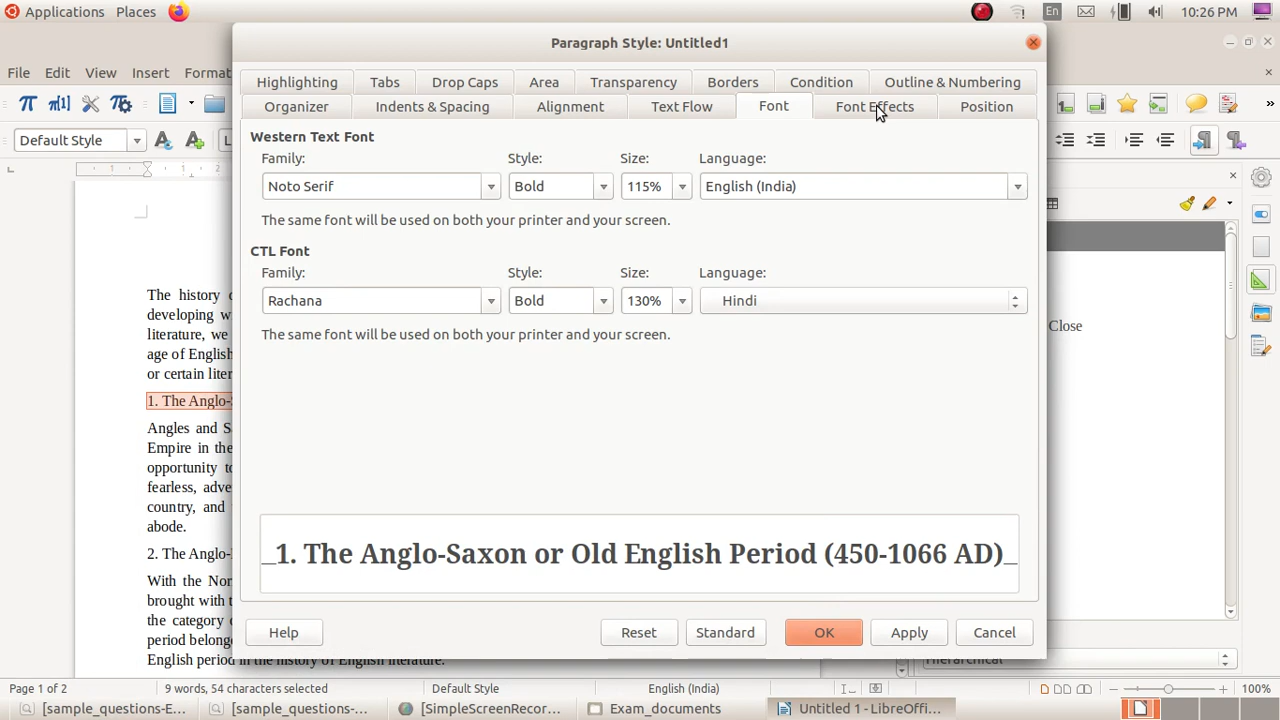 Applications Places En 10:26 PM
Paragraph Style: Untitled1
File Edit View Insert Format
Highlighting Tabs Drop Caps Area Transparency Borders Condition Outline & Numbering
Organizer Indents & Spacing Alignment Text Flow Font Font Effects Position
Default Style
Western Text Font
Family: Style: Size: Language:
Noto Serif Bold 115% English (India)
The same font will be used on both your printer and your screen.
CTL Font
Family: Style: Size: Language:
Rachana Bold 130% Hindi
The same font will be used on both your printer and your screen.
1. The Anglo-Saxon or Old English Period (450-1066 AD)
Help Reset Standard OK Apply Cancel
The history
developing
literature, we
age of English
or certain
1. The Anglo-
Angles and
Empire in the
opportunity
fearless,
country, and
abode.
2. The Anglo-
With the
brought with
the category
period
English period in the history of English literature.
Close
Hierarchical
Page 1 of 2 9 words, 54 characters selected Default Style English (India) 100%
[sample_questions-E... [sample_questions-... [SimpleScreenRecor... Exam_documents Untitled 1 - LibreOffi...